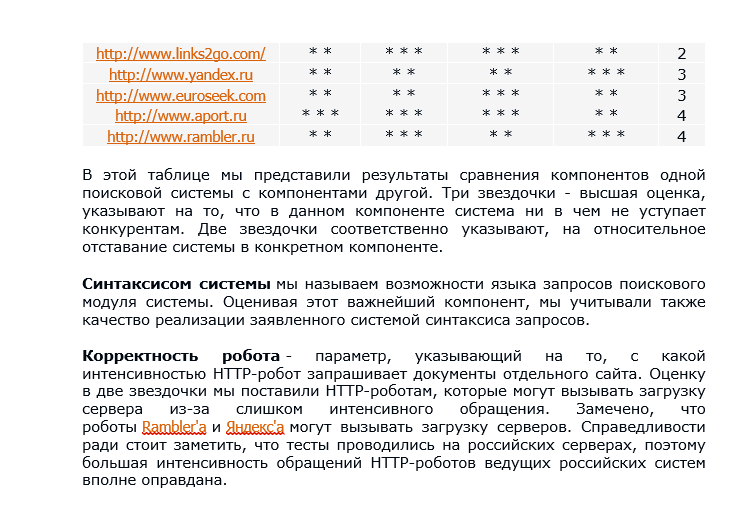 http://www.links2go.com/ * * * * * * * * * * 2
http://www.yandex.ru * * * * * * * * * 3
http://www.euroseek.com * * * * * * * * * 3
http://www.aport.ru * * * * * * * * * * * 4
http://www.rambler.ru * * * * * * * * * * 4
В этой таблице мы представили результаты сравнения компонентов одной
поисковой системы с компонентами другой. Три звездочки - высшая оценка,
указывают на то, что в данном компоненте система ни в чем не уступает
конкурентам. Две звездочки соответственно указывают, на относительное
отставание системы в конкретном компоненте.
Синтаксисом системы мы называем возможности языка запросов поискового
модуля системы. Оценивая этот важнейший компонент, мы учитывали также
качество реализации заявленного системой синтаксиса запросов.
Корректность робота - параметр, указывающий на то, с какой
интенсивностью HTTP-робот запрашивает документы отдельного сайта. Оценку
в две звездочки мы поставили HTTP-роботам, которые могут вызывать загрузку
сервера из-за слишком интенсивного обращения. Замечено, что
роботы Rambler'а и Яндекс'а могут вызывать загрузку серверов. Справедливости
ради стоит заметить, что тесты проводились на российских серверах, поэтому
большая интенсивность обращений HTTP-роботов ведущих российских систем
вполне оправдана.